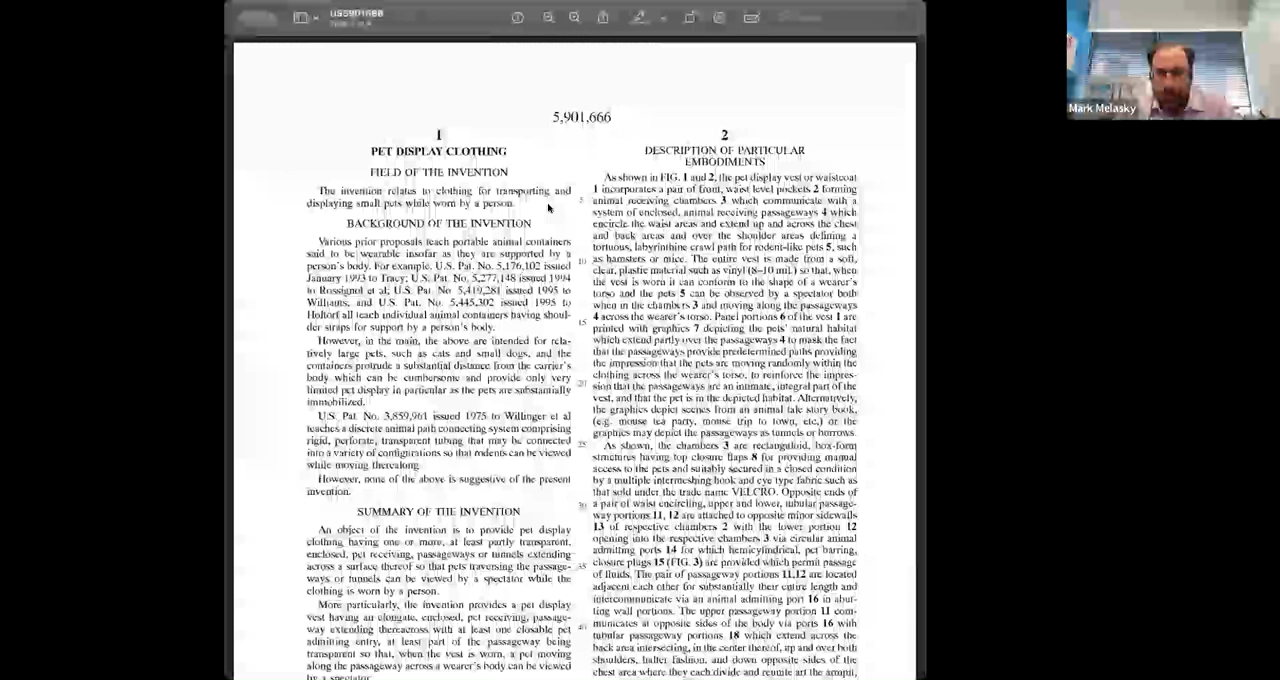 US5901666
5,901,666
1
PET DISPLAY CLOTHING
FIELD OF THE INVENTION
The invention relates to clothing for transporting and
displaying small pets while worn by a person.
BACKGROUND OF THE INVENTION
Various prior proposals teach portable animal containers
said to be wearable insofar as they are supported by a
person's body. For example, U.S. Pat. No. 5,176,102 issued
January 1993 to Tracy; U.S. Pat. No. 5,277,148 issued 1994
to Rossignol et al; U.S. Pat. No. 5,419,281 issued 1995 to
Williams; and U.S. Pat. No. 5,445,302 issued 1995 to
Holtorf all teach individual animal containers having shoul-
der straps for support by a person's body.
However, in the main, the above are intended for rela-
tively large pets, such as cats and small dogs, and the
containers protrude a substantial distance from the carrier's
body which can be cumbersome and provide only very
limited pet display in particular as the pets are substantially
immobilized.
U.S. Pat. No. 3,859,961 issued 1975 to Willinger et al
teaches a discrete animal path connecting system comprising
rigid, perforate, transparent tubing that may be connected
into a variety of configurations so that rodents can be viewed
while moving therealong.
However, none of the above is suggestive of the present
invention.
SUMMARY OF THE INVENTION
An object of the invention is to provide pet display
clothing having one or more, at least partly transparent,
enclosed, pet receiving, passageways or tunnels extending
across a surface thereof so that pets traversing the passage-
ways or tunnels can be viewed by a spectator while the
clothing is worn by a person.
More particularly, the invention provides a pet display
vest having an elongate, enclosed, pet receiving, passage-
way extending thereacross with at least one closable pet
admitting entry, at least part of the passageway being
transparent so that, when the vest is worn, a pet moving
along the passageway across a wearer's body can be viewed
by a spectator.
5
10
15
20
25
30
35
40
2
DESCRIPTION OF PARTICULAR
EMBODIMENTS
As shown in FIG. 1 and 2, the pet display vest or waistcoat
1 incorporates a pair of front, waist level pockets 2 forming
animal receiving chambers 3 which communicate with a
system of enclosed, animal receiving passageways 4 which
encircle the waist areas and extend up and across the chest
and back areas and over the shoulder areas defining a
tortuous, labyrinthine crawl path for rodent-like pets 5, such
as hamsters or mice. The entire vest is made from a soft,
clear, plastic material such as vinyl (8-10 mil.) so that, when
the vest is worn it can conform to the shape of a wearer's
torso and the pets 5 can be observed by a spectator both
when in the chambers 3 and moving along the passageways
4 across the wearer's torso. Panel portions 6 of the vest 1 are
printed with graphics 7 depicting the pets' natural habitat
which extend partly over the passageways 4 to mask the fact
that the passageways provide predetermined paths providing
the impression that the pets are moving randomly within the
clothing across the wearer's torso, to reinforce the impres-
sion that the passageways are an intimate, integral part of the
vest, and that the pet is in the depicted habitat. Alternatively,
the graphics depict scenes from an animal tale story book,
(e.g. mouse tea party, mouse trip to town, etc,) or the
graphics may depict the passageways as tunnels or burrows.
As shown, the chambers 3 are rectanguloid, box-form
structures having top closure flaps 8 for providing manual
access to the pets and suitably secured in a closed condition
by a multiple intermeshing hook and eye type fabric such as
that sold under the trade name VELCRO. Opposite ends of
a pair of waist encircling, upper and lower, tubular passage-
way portions 11, 12 are attached to opposite minor sidewalls
13 of respective chambers 2 with the lower portion 12
opening into the respective chambers 3 via circular animal
admitting ports 14 for which hemicylindrical, pet barring,
closure plugs 15 (FIG. 3) are provided which permit passage
of fluids. The pair of passageway portions 11,12 are located
adjacent each other for substantially their entire length and
intercommunicate via an animal admitting port 16 in abut-
ting wall portions. The upper passageway portion 11 com-
municates at opposite sides of the body via ports 16 with
tubular passageway portions 18 which extend across the
back area intersecting, in the center thereof, up and over both
shoulders, halter fashion, and down opposite sides of the
chest area where they each divide and reunite art the armpit,
Mark Melasky